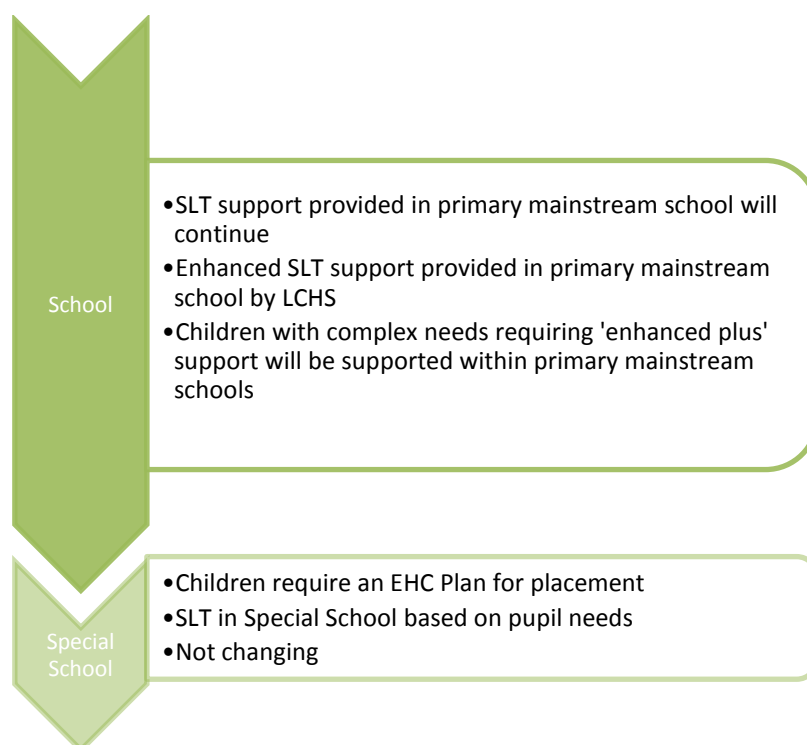 School
•SLT support provided in primary mainstream school will
continue
•Enhanced SLT support provided in primary mainstream
school by LCHS
•Children with complex needs requiring 'enhanced plus'
support will be supported within primary mainstream
schools
Special
School
•Children require an EHC Plan for placement
•SLT in Special School based on pupil needs
•Not changing